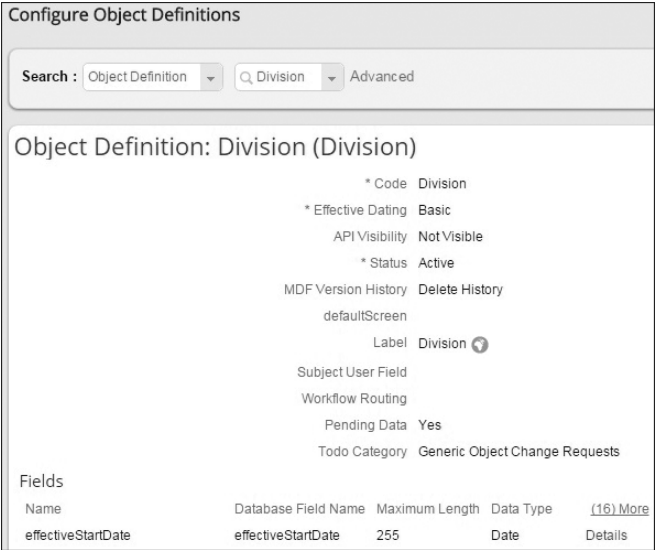 Configure Object Definitions
Search : Object Definition Division Advanced
Object Definition: Division (Division)
* Code Division
* Effective Dating Basic
API Visibility Not Visible
* Status Active
MDF Version History Delete History
defaultScreen
Label Division
Subject User Field
Workflow Routing
Pending Data Yes
Todo Category Generic Object Change Requests
Fields
Name Database Field Name Maximum Length Data Type (16) More
effectiveStartDate effectiveStartDate 255 Date Details